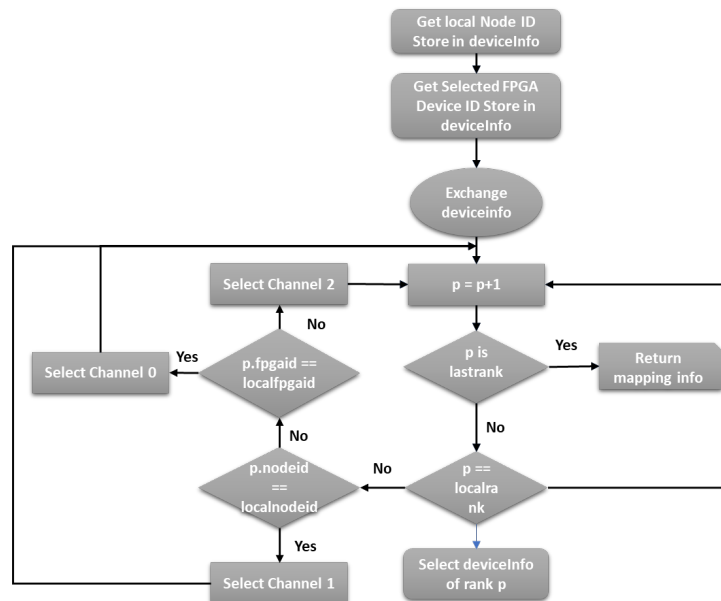 Get local Node ID
Store in deviceInfo
Get Selected FPGA
Device ID Store in
deviceInfo
Exchange
deviceinfo
Select Channel 2
p = p+1
No
p.fpgaid ==
localfpgaid
Yes
Select Channel 0
p is
lastrank
Yes
Return
mapping info
No
No
p.nodeid
==
localnodeid
No
p ==
localra
nk
Yes
Select Channel 1
Select deviceInfo
of rank p